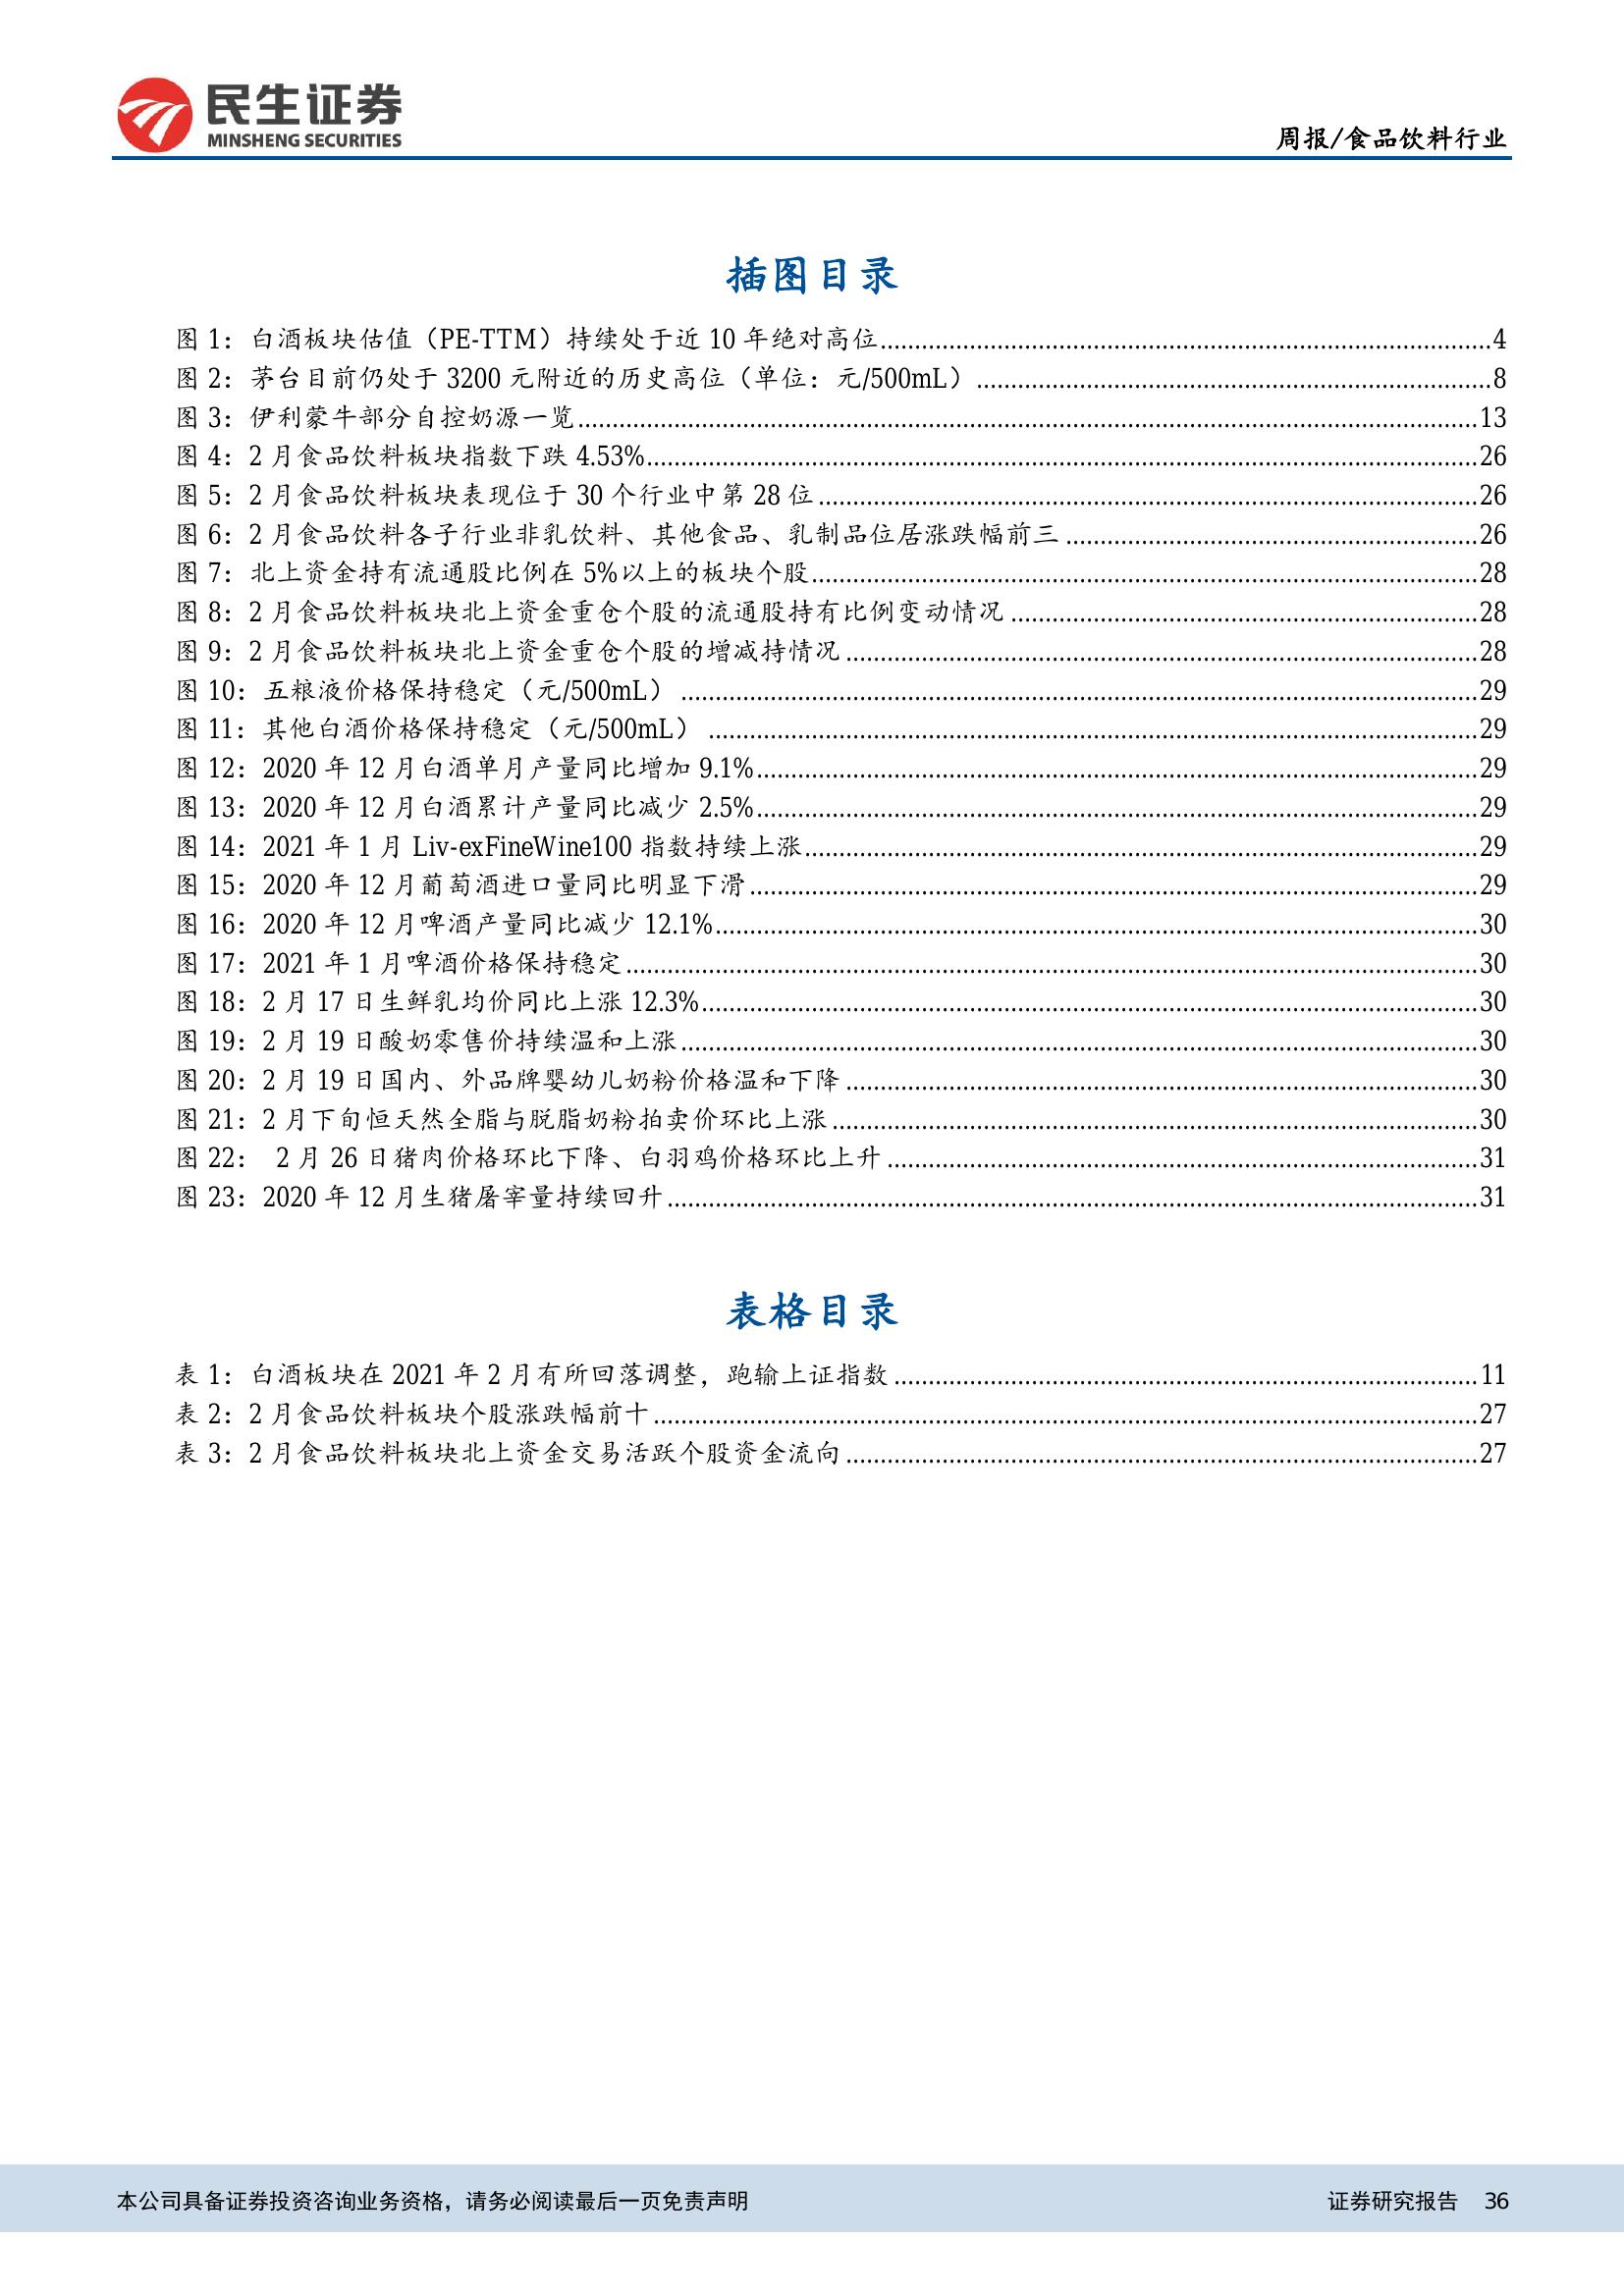 民生证券
MINSHENG SECURITIES
周报/食品饮料行业
插图目录
图 1：白酒板块估值（PE-TTM）持续处于近 10 年绝对高位...4
图 2：茅台目前仍处于 3200 元附近的历史高位（单位：元/500mL）...8
图 3：伊利蒙牛部分自控奶源一览...13
图 4：2 月食品饮料板块指数下跌 4.53%...26
图 5：2 月食品饮料板块表现位于 30 个行业中第 28 位...26
图 6：2 月食品饮料各子行业非乳饮料、其他食品、乳制品位居涨跌幅前三...26
图 7：北上资金持有流通股比例在 5%以上的板块个股...28
图 8：2 月食品饮料板块北上资金重仓个股的流通股持有比例变动情况...28
图 9：2 月食品饮料板块北上资金重仓个股的增减持情况...28
图 10：五粮液价格保持稳定（元/500mL）...29
图 11：其他白酒价格保持稳定（元/500mL）...29
图 12：2020 年 12 月白酒单月产量同比增加 9.1%...29
图 13：2020 年 12 月白酒累计产量同比减少 2.5%...29
图 14：2021 年 1 月 Liv-exFineWine100 指数持续上涨...29
图 15：2020 年 12 月葡萄酒进口量同比明显下滑...29
图 16：2020 年 12 月啤酒产量同比减少 12.1%...30
图 17：2021 年 1 月啤酒价格保持稳定...30
图 18：2 月 17 日生鲜乳均价同比上涨 12.3%...30
图 19：2 月 19 日酸奶零售价持续温和上涨...30
图 20：2 月 19 日国内、外品牌婴幼儿奶粉价格温和下降...30
图 21：2 月下旬恒天然全脂与脱脂奶粉拍卖价环比上涨...30
图 22： 2 月 26 日猪肉价格环比下降、白羽鸡价格环比上升...31
图 23：2020 年 12 月生猪屠宰量持续回升...31
表格目录
表 1：白酒板块在 2021 年 2 月有所回落调整，跑输上证指数...11
表 2：2 月食品饮料板块个股涨跌幅前十...27
表 3：2 月食品饮料板块北上资金交易活跃个股资金流向...27
本公司具备证券投资咨询业务资格，请务必阅读最后一页免责声明
证券研究报告 36